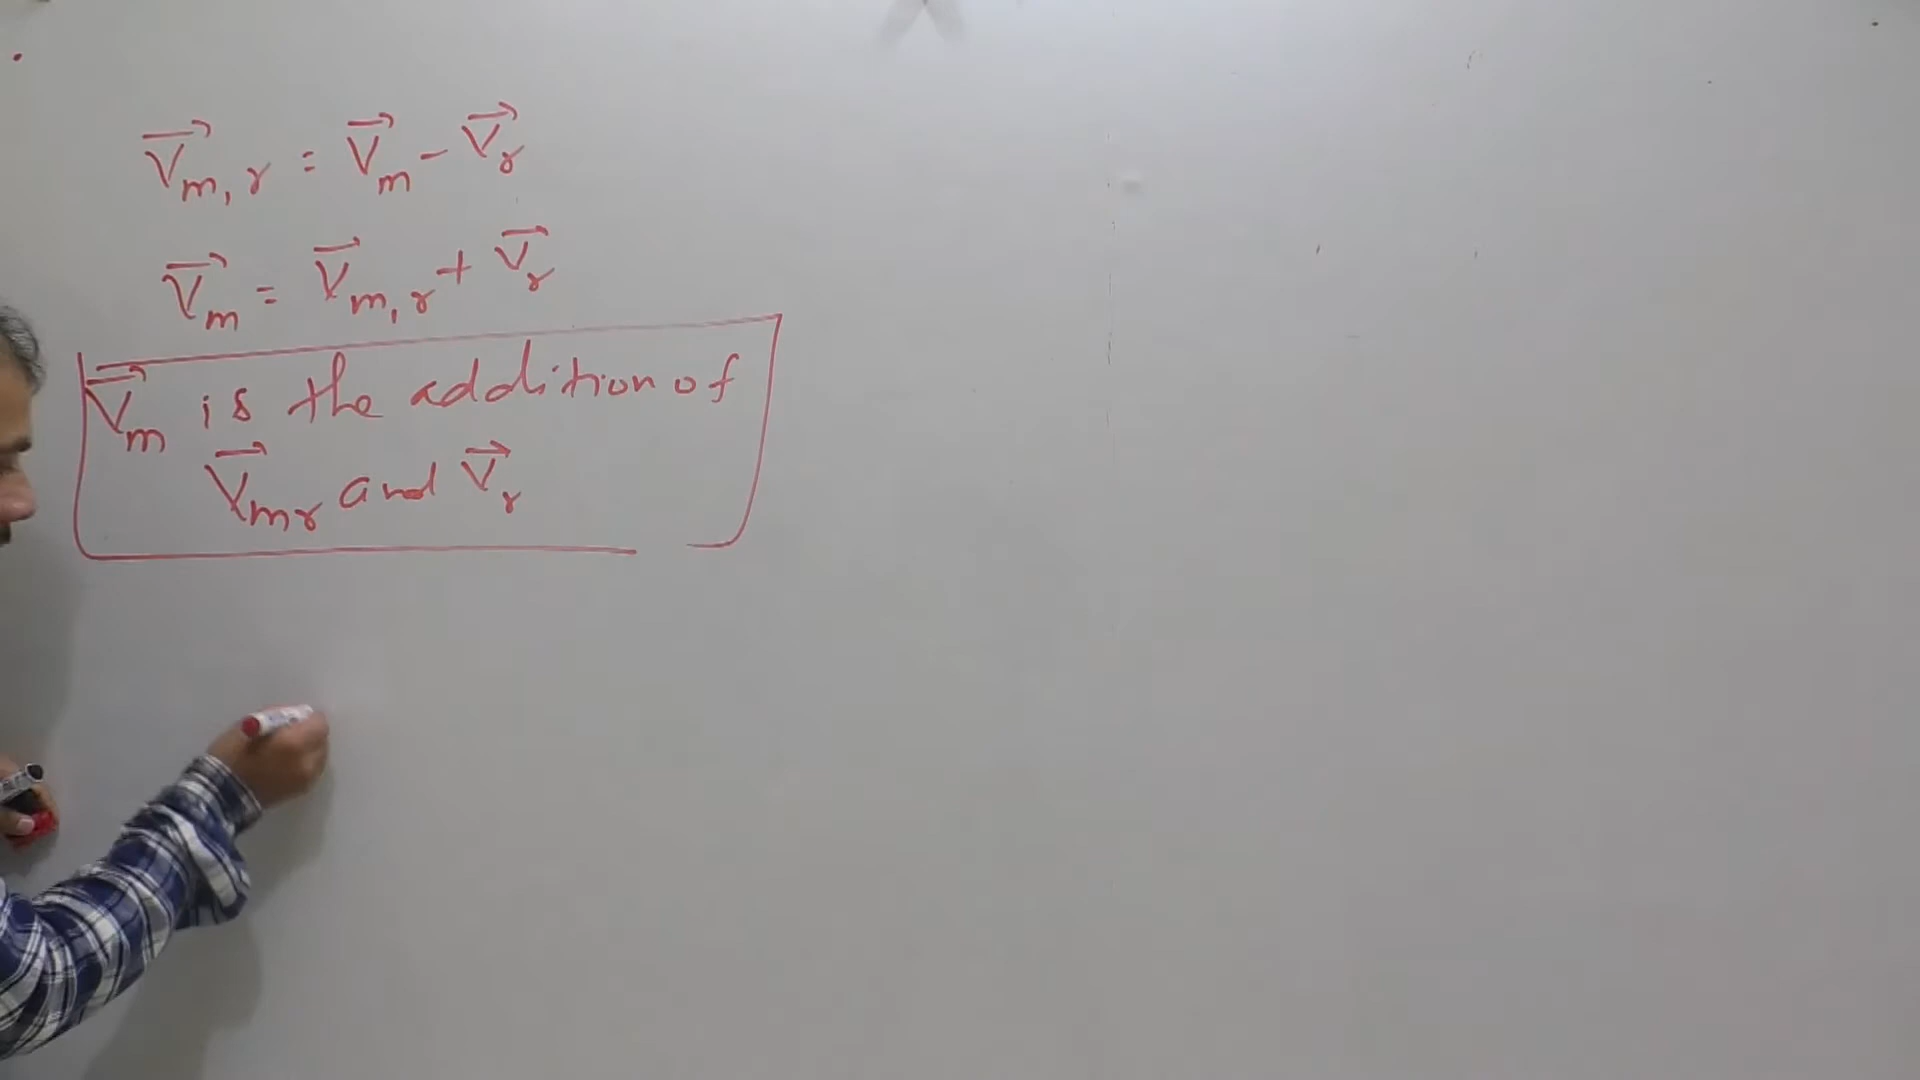 V⃗m,r = V⃗m - V⃗r
V⃗m = V⃗m,r + V⃗r
V⃗m is the addition of
V⃗mr and V⃗r